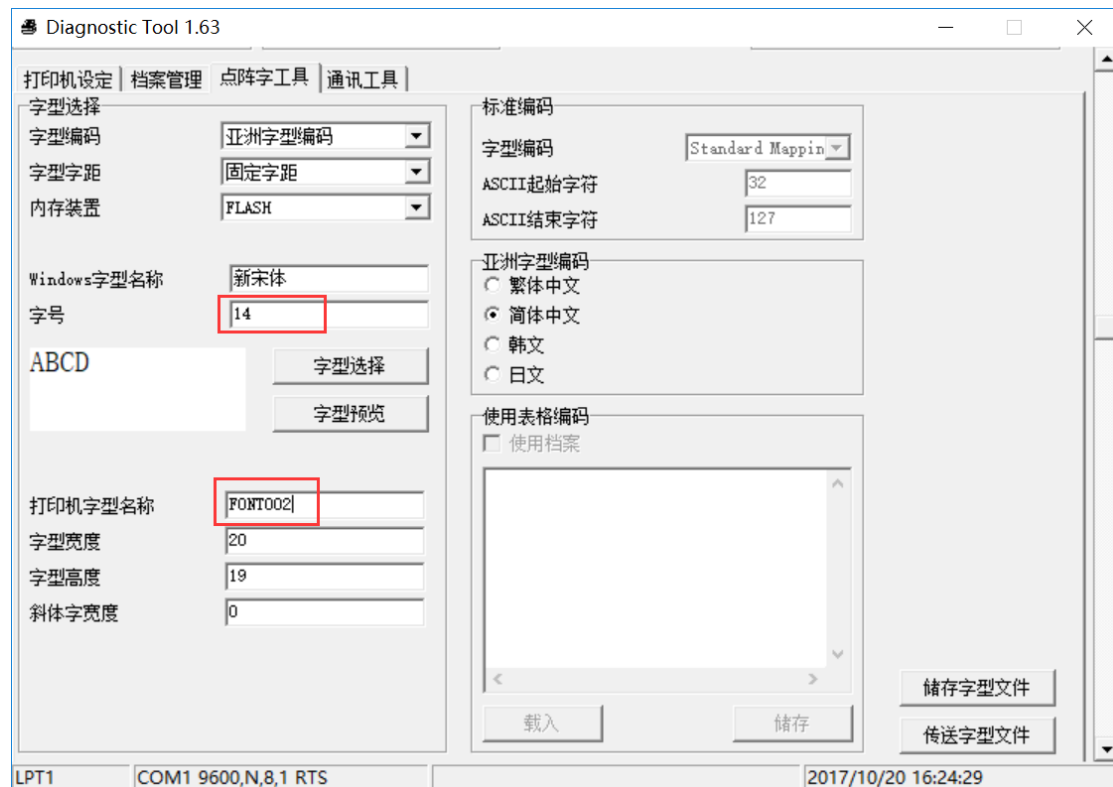 Diagnostic Tool 1.63
打印机设定 档案管理 点阵字工具 通讯工具
字型选择
字型编码 亚洲字型编码
字型字距 固定字距
内存装置 FLASH
Windows字型名称 新宋体
字号 14
ABCD
字型选择
字型预览
打印机字型名称 FONT002
字型宽度 20
字型高度 19
斜体字宽度 0
标准编码
字型编码 Standard Mappin
ASCII起始字符 32
ASCII结束字符 127
亚洲字型编码
繁体中文
简体中文
韩文
日文
使用表格编码
使用档案
载入 储存
储存字型文件
传送字型文件
LPT1 COM1 9600,N,8,1 RTS 2017/10/20 16:24:29